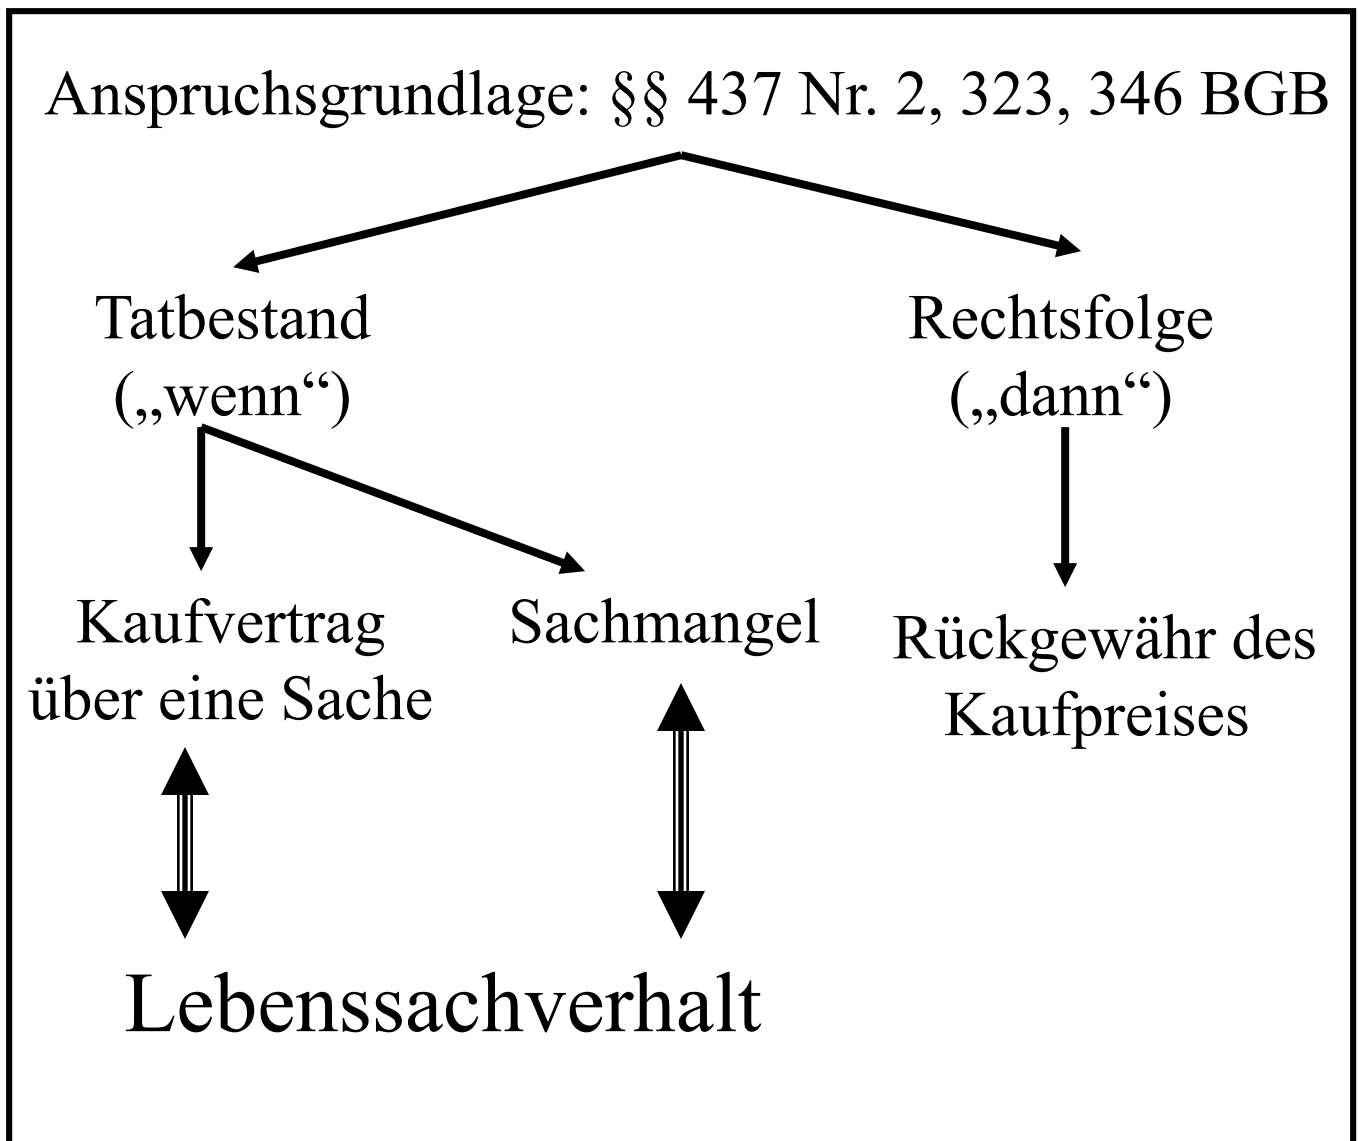 Anspruchsgrundlage: §§ 437 Nr. 2, 323, 346 BGB
Tatbestand
(„wenn“)
Rechtsfolge
(„dann“)
Kaufvertrag
über eine Sache
Sachmangel
Rückgewähr des
Kaufpreises
Lebenssachverhalt